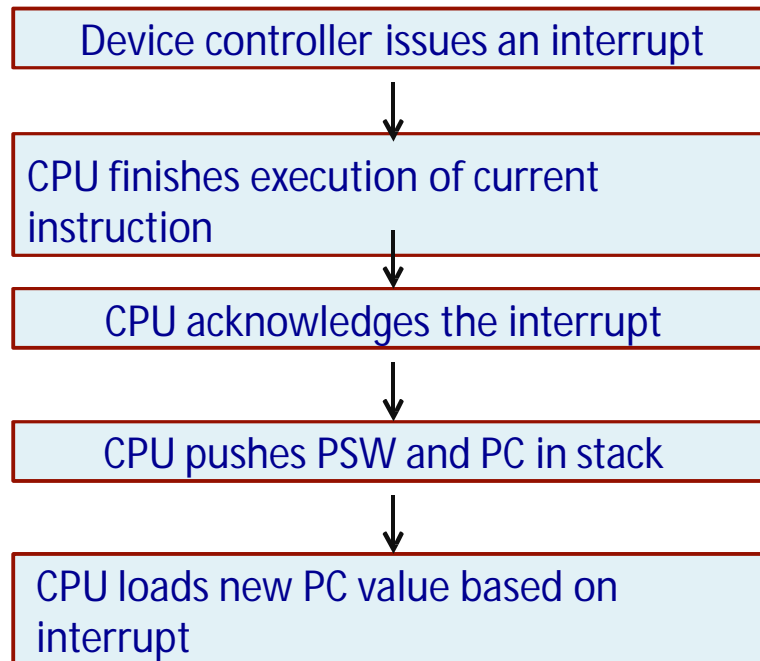 Device controller issues an interrupt
CPU finishes execution of current
instruction
CPU acknowledges the interrupt
CPU pushes PSW and PC in stack
CPU loads new PC value based on
interrupt